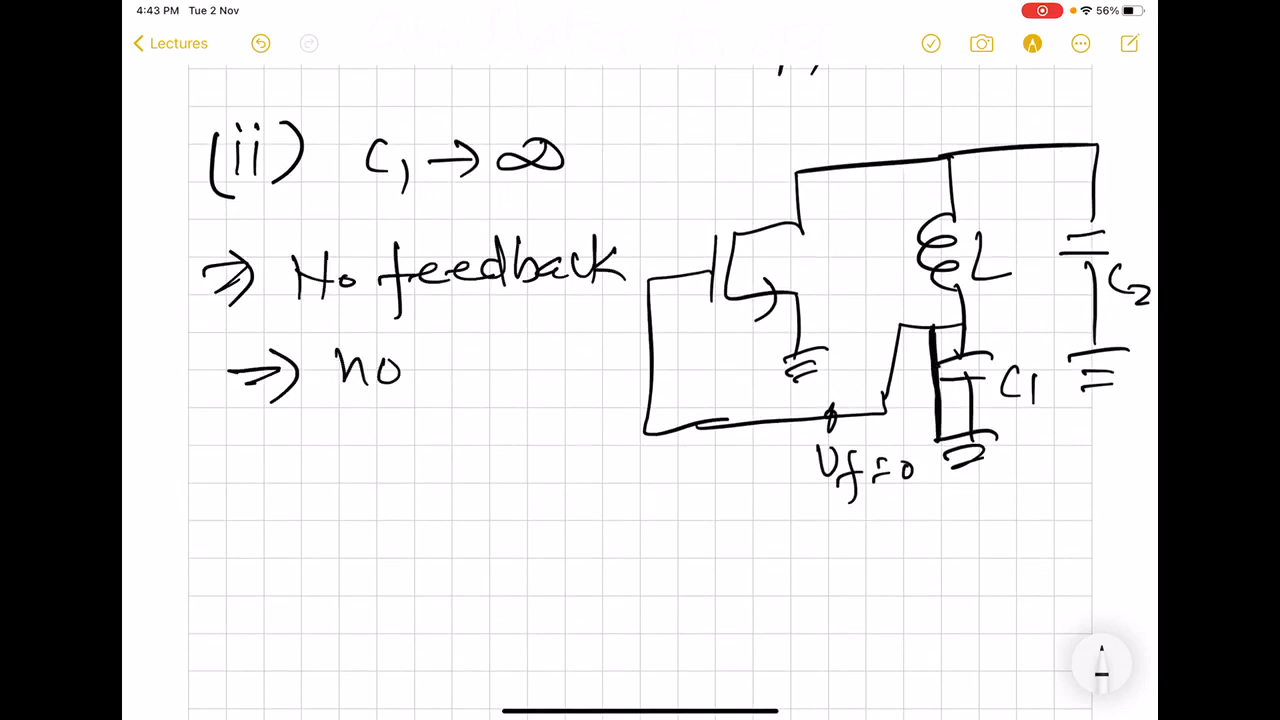 4:43 PM Tue 2 Nov
56%
Lectures
(ii) C₁ → ∞
⇒ No feedback
⇒ no
L
C₂
C₁
Vf = 0